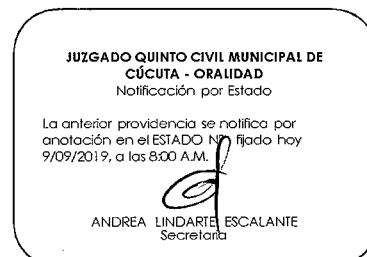 JUZGADO QUINTO CIVIL MUNICIPAL DE
CÚCUTA - ORALIDAD
Notificación por Estado
La anterior providencia se notifica por
anotación en el ESTADO Nº fijado hoy
9/09/2019, a las 8:00 A.M.
ANDREA LINDARTE ESCALANTE
Secretaria